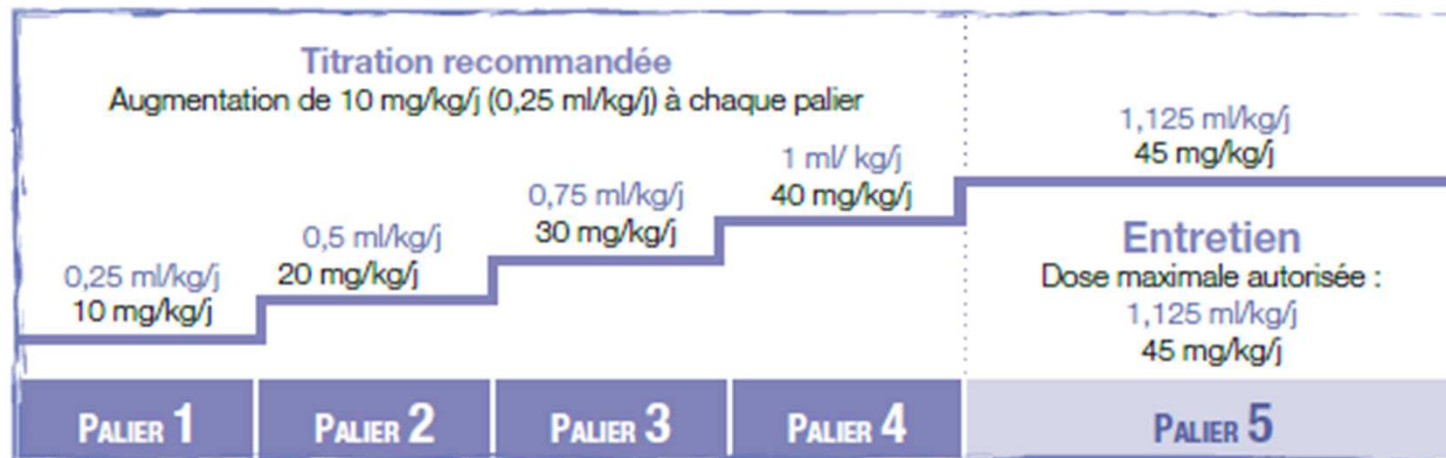 Titration recommandée
Augmentation de 10 mg/kg/j (0,25 ml/kg/j) à chaque palier
0,25 ml/kg/j
10 mg/kg/j
0,5 ml/kg/j
20 mg/kg/j
0,75 ml/kg/j
30 mg/kg/j
1 ml/ kg/j
40 mg/kg/j
1,125 ml/kg/j
45 mg/kg/j
Entretien
Dose maximale autorisée :
1,125 ml/kg/j
45 mg/kg/j
PALIER 1
PALIER 2
PALIER 3
PALIER 4
PALIER 5